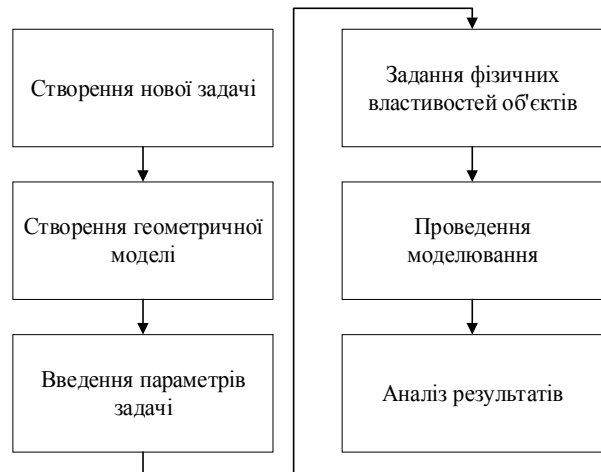 Створення нової задачі
Створення геометричної
моделі
Введення параметрів
задачі
Задання фізичних
властивостей об'єктів
Проведення
моделювання
Аналіз результатів